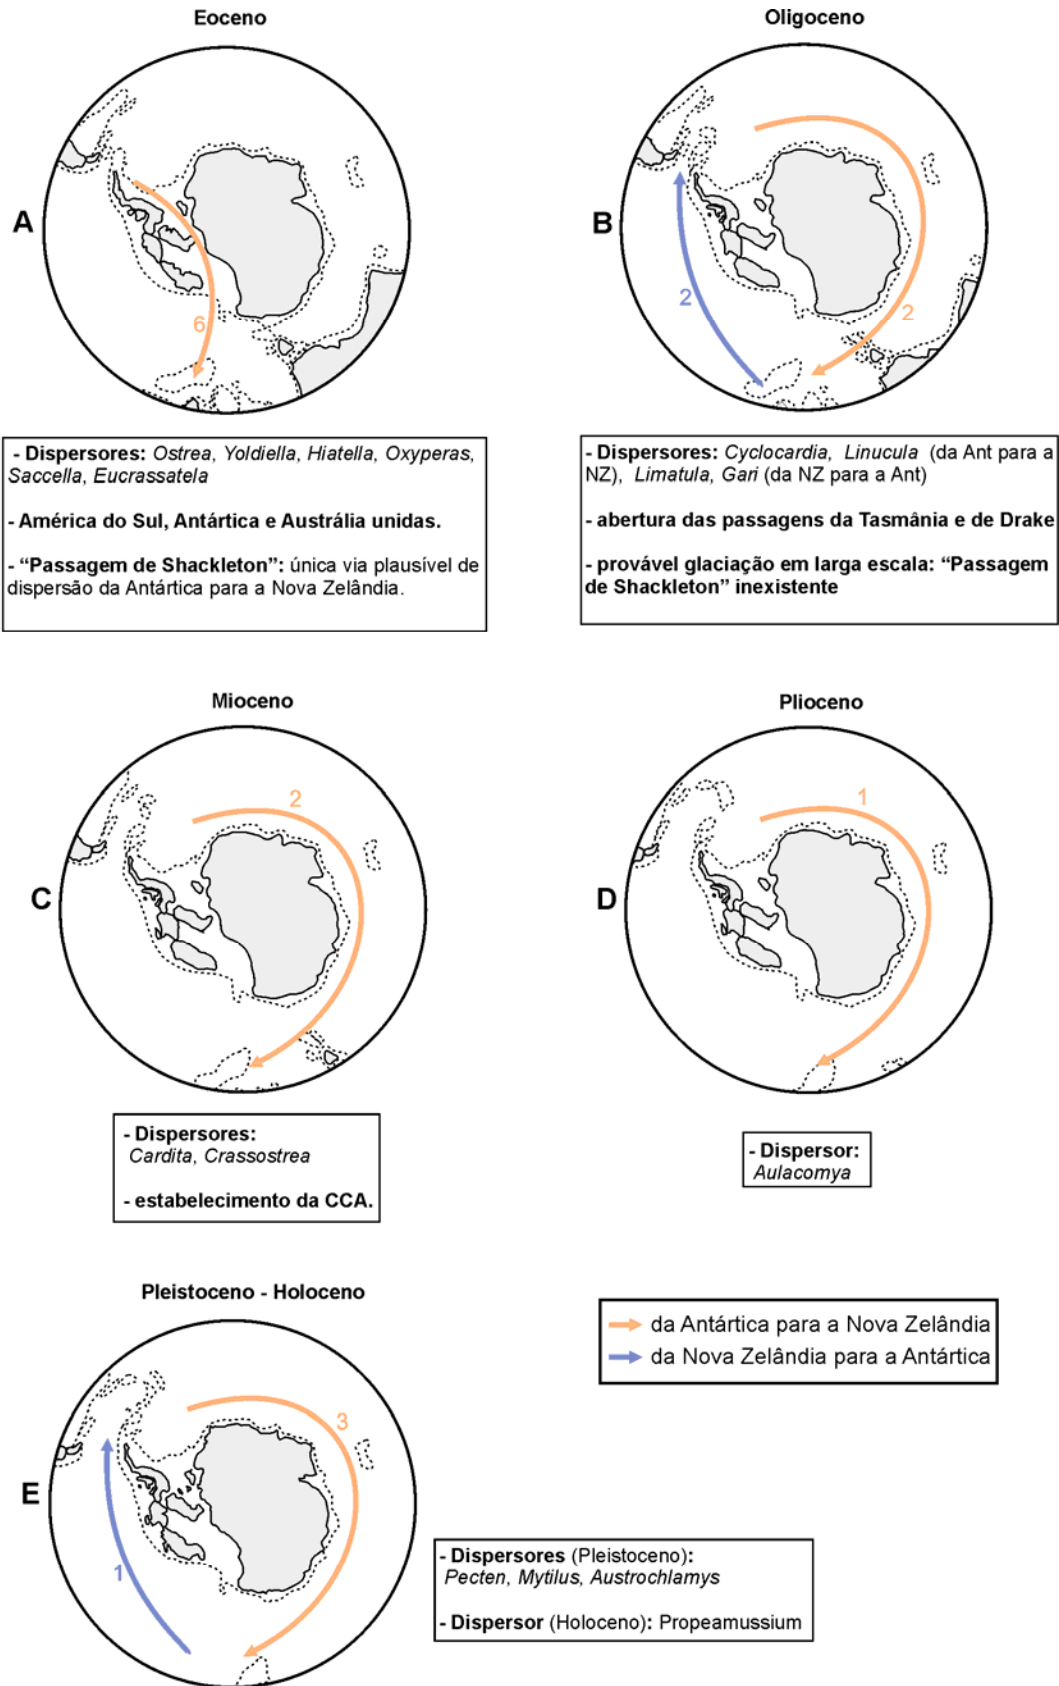 Eoceno
Oligoceno
A
6
B
2
2
- Dispersores: Ostrea, Yoldiella, Hiatella, Oxyperas,
Saccella, Eucrassatela
- América do Sul, Antártica e Austrália unidas.
- “Passagem de Shackleton”: única via plausível de
dispersão da Antártica para a Nova Zelândia.
- Dispersores: Cyclocardia, Linucula (da Ant para a
NZ), Limatula, Gari (da NZ para a Ant)
- abertura das passagens da Tasmânia e de Drake
- provável glaciação em larga escala: “Passagem
de Shackleton” inexistente
Mioceno
Plioceno
C
2
D
1
- Dispersores:
Cardita, Crassostrea
- estabelecimento da CCA.
- Dispersor:
Aulacomya
Pleistoceno - Holoceno
E
3
1
da Antártica para a Nova Zelândia
da Nova Zelândia para a Antártica
- Dispersores (Pleistoceno):
Pecten, Mytilus, Austrochlamys
- Dispersor (Holoceno): Propeamussium